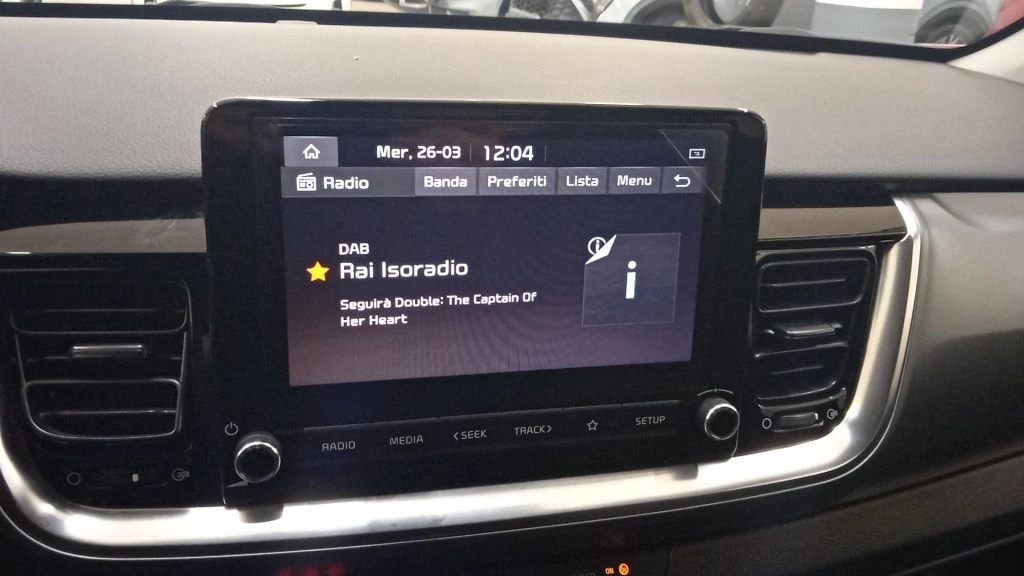 Mer, 26-03 12:04
Radio Banda Preferiti Lista Menu
DAB
Rai Isoradio
Seguirà Double: The Captain Of
Her Heart
i
RADIO MEDIA <SEEK TRACK> SETUP
ON